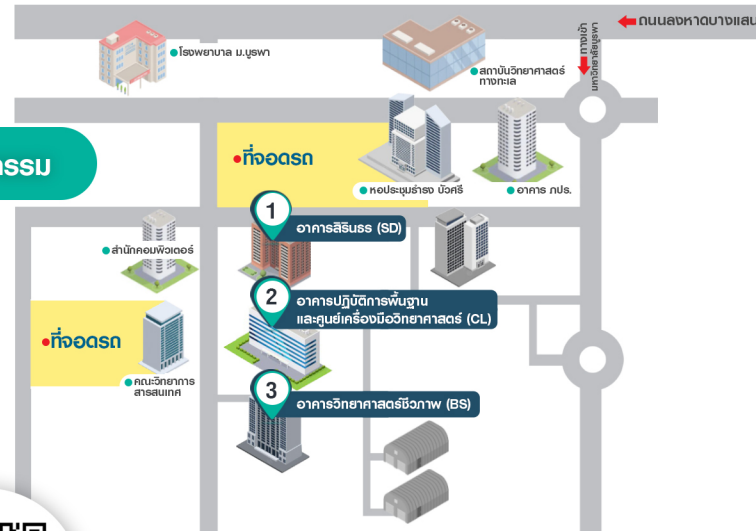 ถนนลงหาดบางแสน
ทางเข้า
มหาวิทยาลัยบูรพา
โรงพยาบาล ม.บูรพา
สถาบันวิทยาศาสตร์
ทางทะเล
ที่จอดรถ
หอประชุมธำรง บัวศรี
อาคาร ภปร.
1
อาคารสิรินธร (SD)
สำนักคอมพิวเตอร์
2
อาคารปฏิบัติการพื้นฐาน
และศูนย์เครื่องมือวิทยาศาสตร์ (CL)
ที่จอดรถ
คณะวิทยาการ
สารสนเทศ
3
อาคารวิทยาศาสตร์ชีวภาพ (BS)